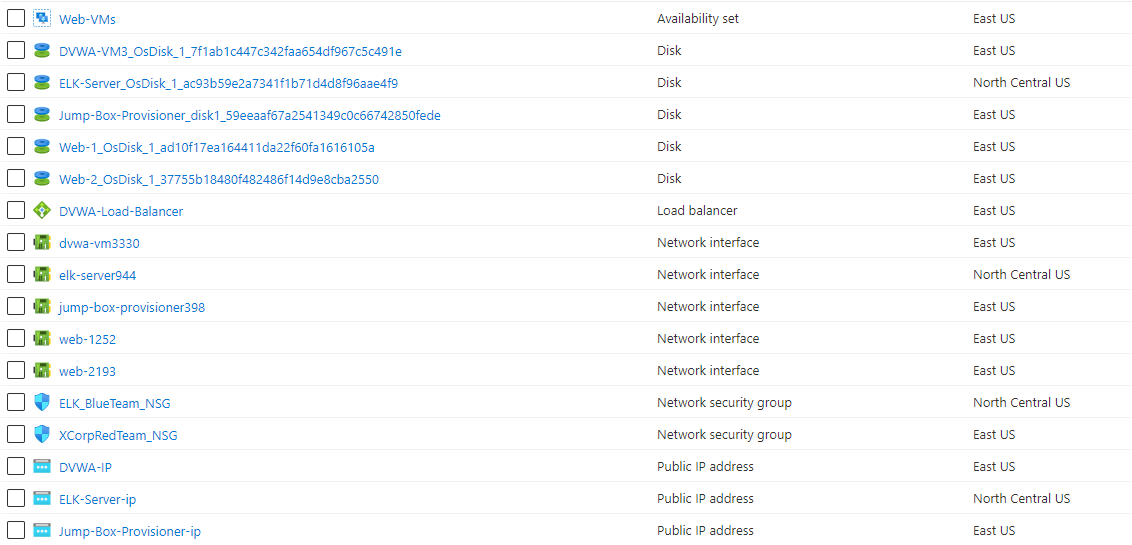 Web-VMs Availability set East US
DVWA-VM3_OsDisk_1_7f1ab1c447c342faa654df967c5c491e Disk East US
ELK-Server_OsDisk_1_ac93b59e2a7341f1b71d4d8f96aae4f9 Disk North Central US
Jump-Box-Provisioner_disk1_59eeaaf67a2541349c0c66742850fede Disk East US
Web-1_OsDisk_1_ad10f17ea164411da22f60fa1616105a Disk East US
Web-2_OsDisk_1_37755b18480f482486f14d9e8cba2550 Disk East US
DVWA-Load-Balancer Load balancer East US
dvwa-vm3330 Network interface East US
elk-server944 Network interface North Central US
jump-box-provisioner398 Network interface East US
web-1252 Network interface East US
web-2193 Network interface East US
ELK_BlueTeam_NSG Network security group North Central US
XCorpRedTeam_NSG Network security group East US
DVWA-IP Public IP address East US
ELK-Server-ip Public IP address North Central US
Jump-Box-Provisioner-ip Public IP address East US